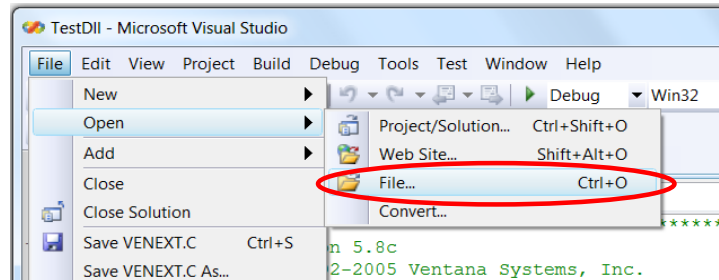 TestDll - Microsoft Visual Studio
File Edit View Project Build Debug Tools Test Window Help
New Debug Win32
Open
Project/Solution... Ctrl+Shift+O
Add
Web Site... Shift+Alt+O
Close
File... Ctrl+O
Close Solution
Convert...
Save VENEXT.C Ctrl+S
5.8c
Save VENEXT.C As...
2-2005 Ventana Systems, Inc.